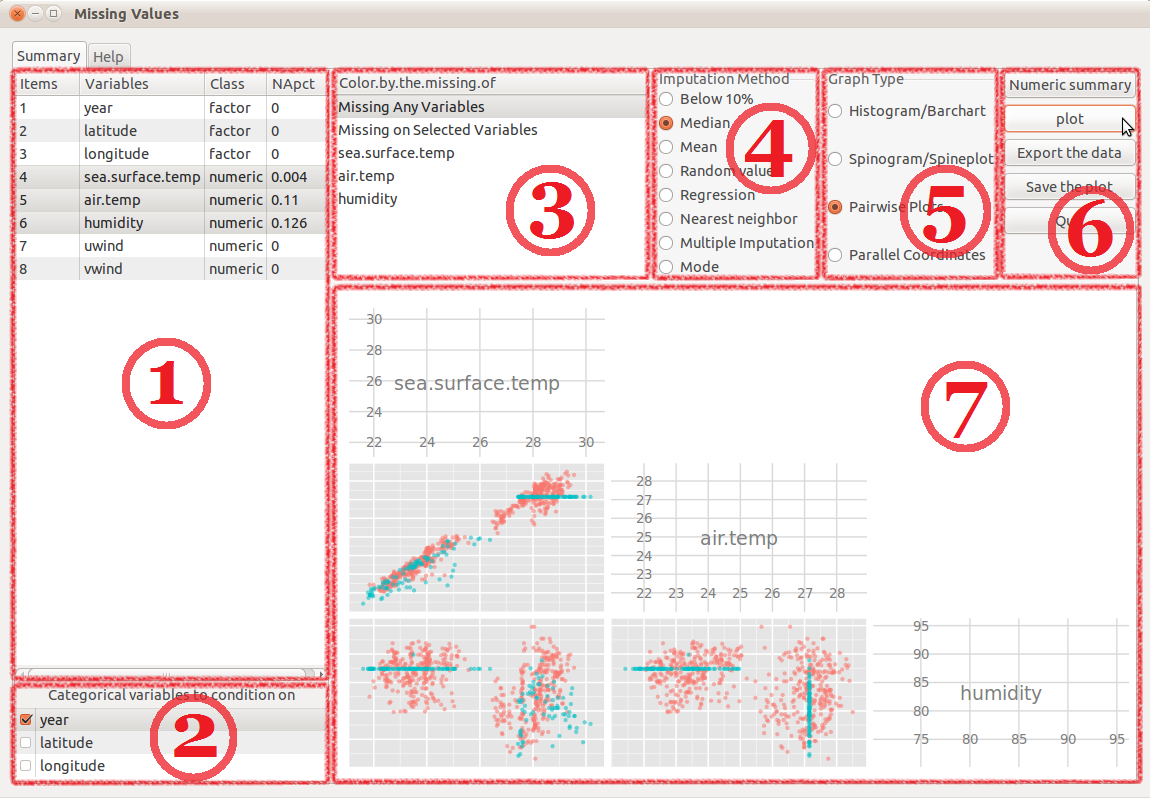 Missing Values
Summary Help
Items Variables Class NApct
1 year factor 0
2 latitude factor 0
3 longitude factor 0
4 sea.surface.temp numeric 0.004
5 air.temp numeric 0.11
6 humidity numeric 0.126
7 uwind numeric 0
8 vwind numeric 0
1
Categorical variables to condition on
year
latitude
longitude
2
Color.by.the.missing.of
Missing Any Variables
Missing on Selected Variables
sea.surface.temp
air.temp
humidity
3
Imputation Method
Below 10%
Median
Mean
Random value
Regression
Nearest neighbor
Multiple Imputation
Mode
4
Graph Type
Histogram/Barchart
Spinogram/Spineplot
Pairwise Plots
Parallel Coordinates
5
Numeric summary
plot
Export the data
Save the plot
6
30
28
26
24
22 24 26 28 30
sea.surface.temp
28
27
26
25
24
23
22 23 24 25 26 27 28
air.temp
95
90
85
80
75 80 85 90 95
humidity
7